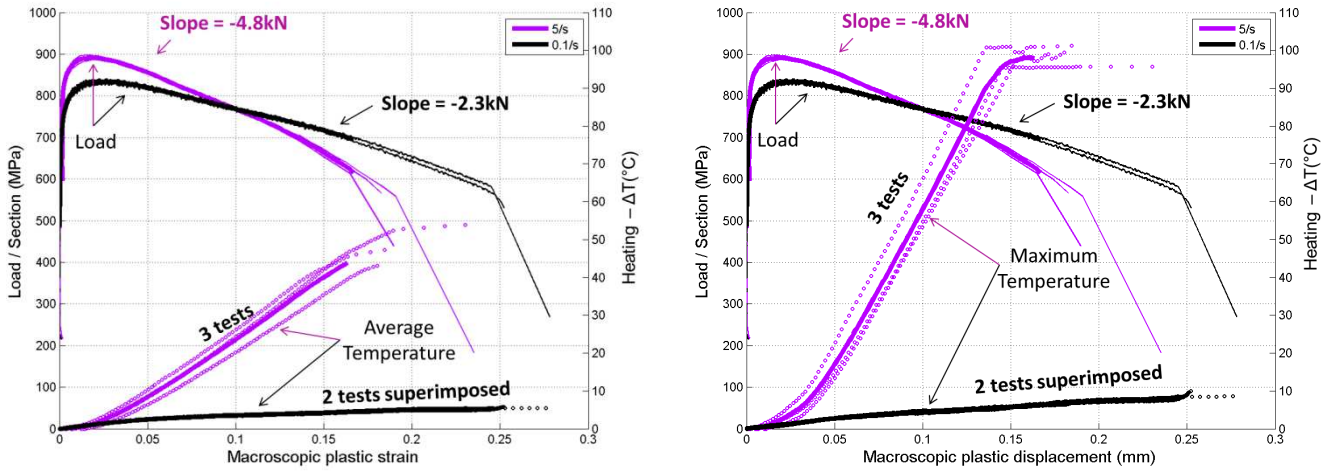 Slope = -4.8kN
5/s
0.1/s
Slope = -2.3kN
Load
3 tests
Average
Temperature
2 tests superimposed
Load / Section (MPa)
1000
900
800
700
600
500
400
300
200
100
0
0
0.05
0.1
0.15
0.2
0.25
0.3
Macroscopic plastic strain
110
100
90
80
70
60
50
40
30
20
10
0
Heating – ΔT(°C)
Slope = -4.8kN
5/s
0.1/s
Slope = -2.3kN
Load
3 tests
Maximum
Temperature
2 tests superimposed
Load / Section (MPa)
1000
900
800
700
600
500
400
300
200
100
0
0
0.05
0.1
0.15
0.2
0.25
0.3
Macroscopic plastic displacement (mm)
110
100
90
80
70
60
50
40
30
20
10
0
Heating – ΔT(°C)